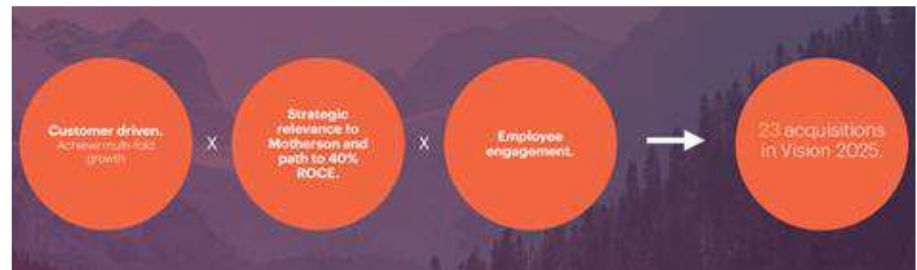 Customer driven.
Achieve multi-fold
growth
x
Strategic
relevance to
Motherson and
path to 40%
ROCE.
x
Employee
engagement.
23 acquisitions
in Vision 2025.